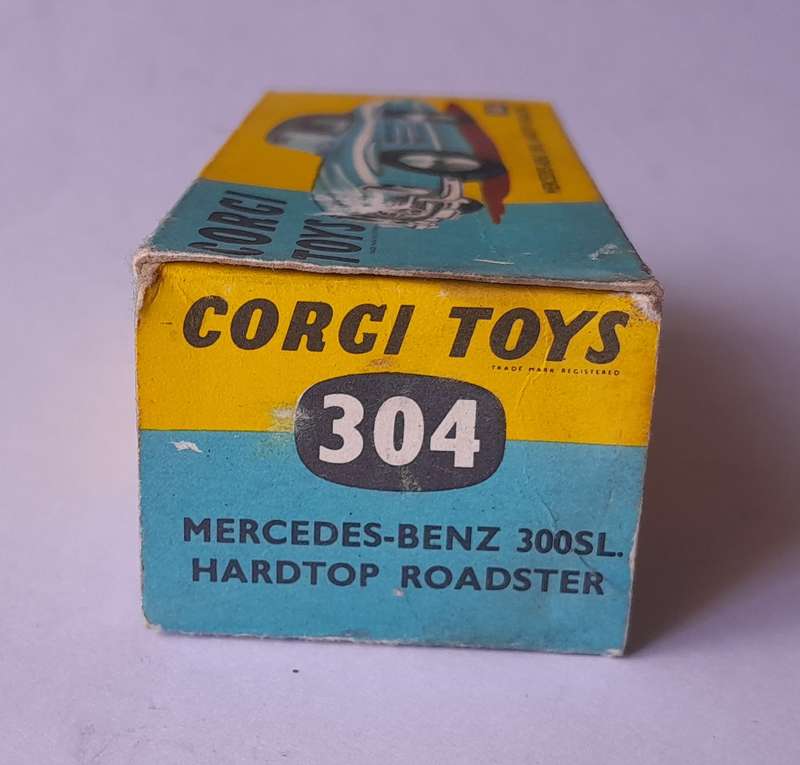 CORGI
TOYS
CORGI TOYS
TRADE MARK REGISTERED
304
MERCEDES-BENZ 300SL.
HARDTOP ROADSTER